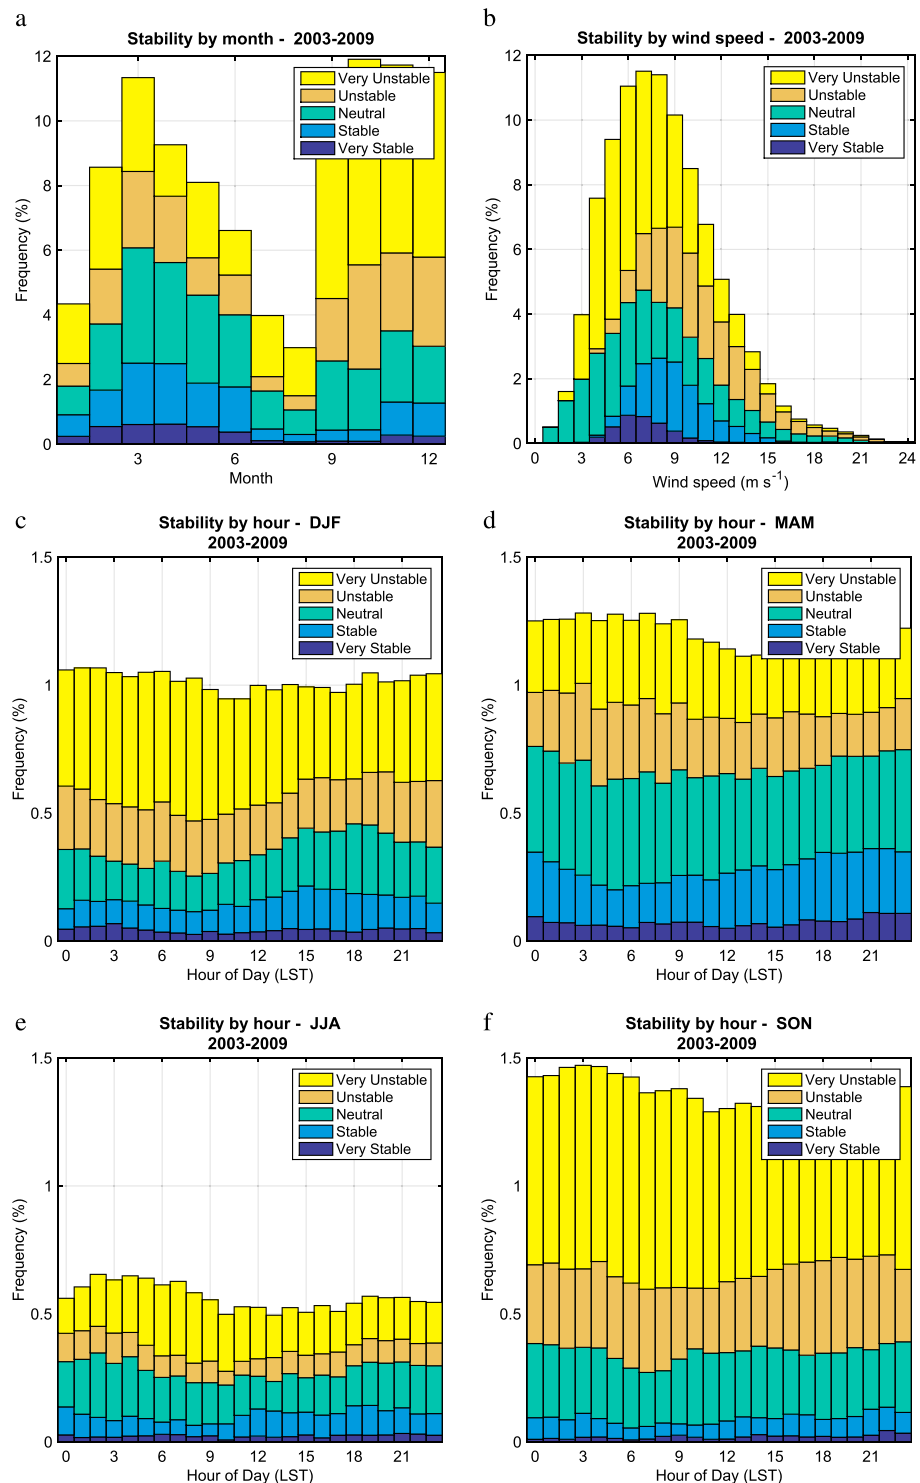 a
Stability by month - 2003-2009
Very Unstable
Unstable
Neutral
Stable
Very Stable
Frequency (%)
0
2
4
6
8
10
12
3
6
9
12
Month
b
Stability by wind speed - 2003-2009
Very Unstable
Unstable
Neutral
Stable
Very Stable
Frequency (%)
0
2
4
6
8
10
12
0
3
6
9
12
15
18
21
24
Wind speed (m s⁻¹)
c
Stability by hour - DJF
2003-2009
Very Unstable
Unstable
Neutral
Stable
Very Stable
Frequency (%)
0
0.5
1
1.5
0
3
6
9
12
15
18
21
Hour of Day (LST)
d
Stability by hour - MAM
2003-2009
Very Unstable
Unstable
Neutral
Stable
Very Stable
Frequency (%)
0
0.5
1
1.5
0
3
6
9
12
15
18
21
Hour of Day (LST)
e
Stability by hour - JJA
2003-2009
Very Unstable
Unstable
Neutral
Stable
Very Stable
Frequency (%)
0
0.5
1
1.5
0
3
6
9
12
15
18
21
Hour of Day (LST)
f
Stability by hour - SON
2003-2009
Very Unstable
Unstable
Neutral
Stable
Very Stable
Frequency (%)
0
0.5
1
1.5
0
3
6
9
12
15
18
21
Hour of Day (LST)